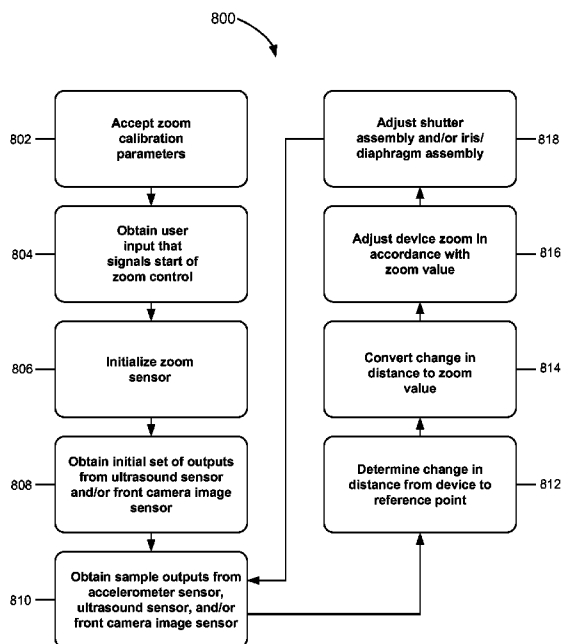 800
802
Accept zoom
calibration
parameters
804
Obtain user
input that
signals start of
zoom control
806
Initialize zoom
sensor
808
Obtain initial set of outputs
from ultrasound sensor
and/or front camera image
sensor
810
Obtain sample outputs from
accelerometer sensor,
ultrasound sensor, and/or
front camera image sensor
Adjust shutter
assembly and/or iris/
diaphragm assembly
818
Adjust device zoom in
accordance with
zoom value
816
Convert change in
distance to zoom
value
814
Determine change in
distance from device to
reference point
812